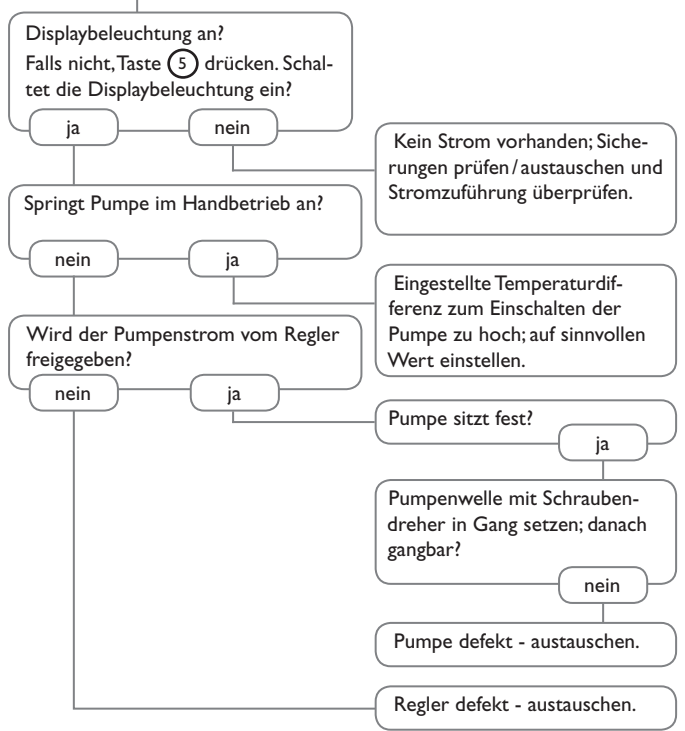 Displaybeleuchtung an?
Falls nicht, Taste 5 drücken. Schal-
tet die Displaybeleuchtung ein?
ja
nein
Kein Strom vorhanden; Siche-
rungen prüfen/austauschen und
Stromzuführung überprüfen.
Springt Pumpe im Handbetrieb an?
nein
ja
Eingestellte Temperaturdif-
ferenz zum Einschalten der
Pumpe zu hoch; auf sinnvollen
Wert einstellen.
Wird der Pumpenstrom vom Regler
freigegeben?
nein
ja
Pumpe sitzt fest?
ja
Pumpenwelle mit Schrauben-
dreher in Gang setzen; danach
gangbar?
nein
Pumpe defekt - austauschen.
Regler defekt - austauschen.